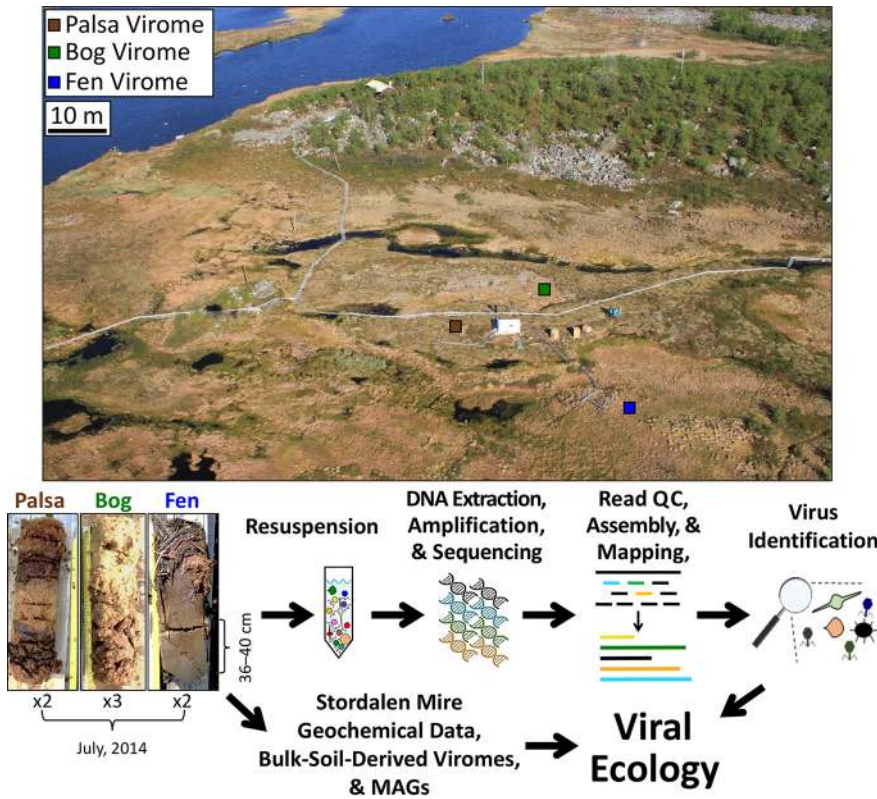 Palsa Virome
Bog Virome
Fen Virome
10 m
Palsa
Bog
Fen
36–40 cm
x2
x3
x2
July, 2014
Resuspension
DNA Extraction,
Amplification,
& Sequencing
Read QC,
Assembly, &
Mapping,
Virus
Identification
Stordalen Mire
Geochemical Data,
Bulk-Soil-Derived Viromes,
& MAGs
Viral
Ecology